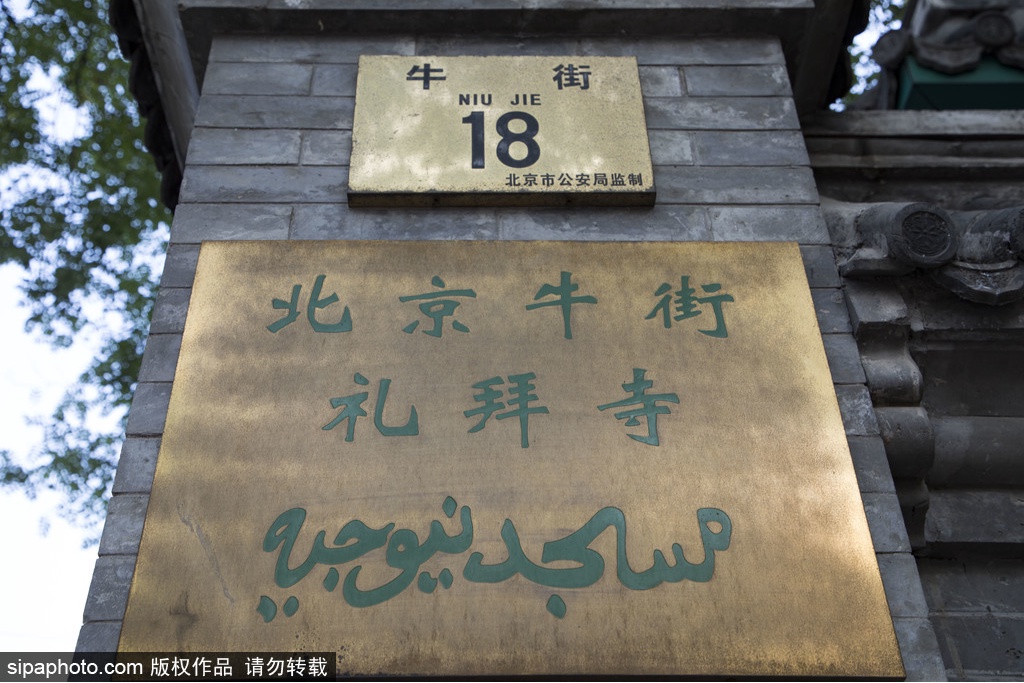 牛 街
NIU JIE
18
北京市公安局监制
北京牛街
礼拜寺
مسجد نيوجيه
sipaphoto.com 版权作品 请勿转载